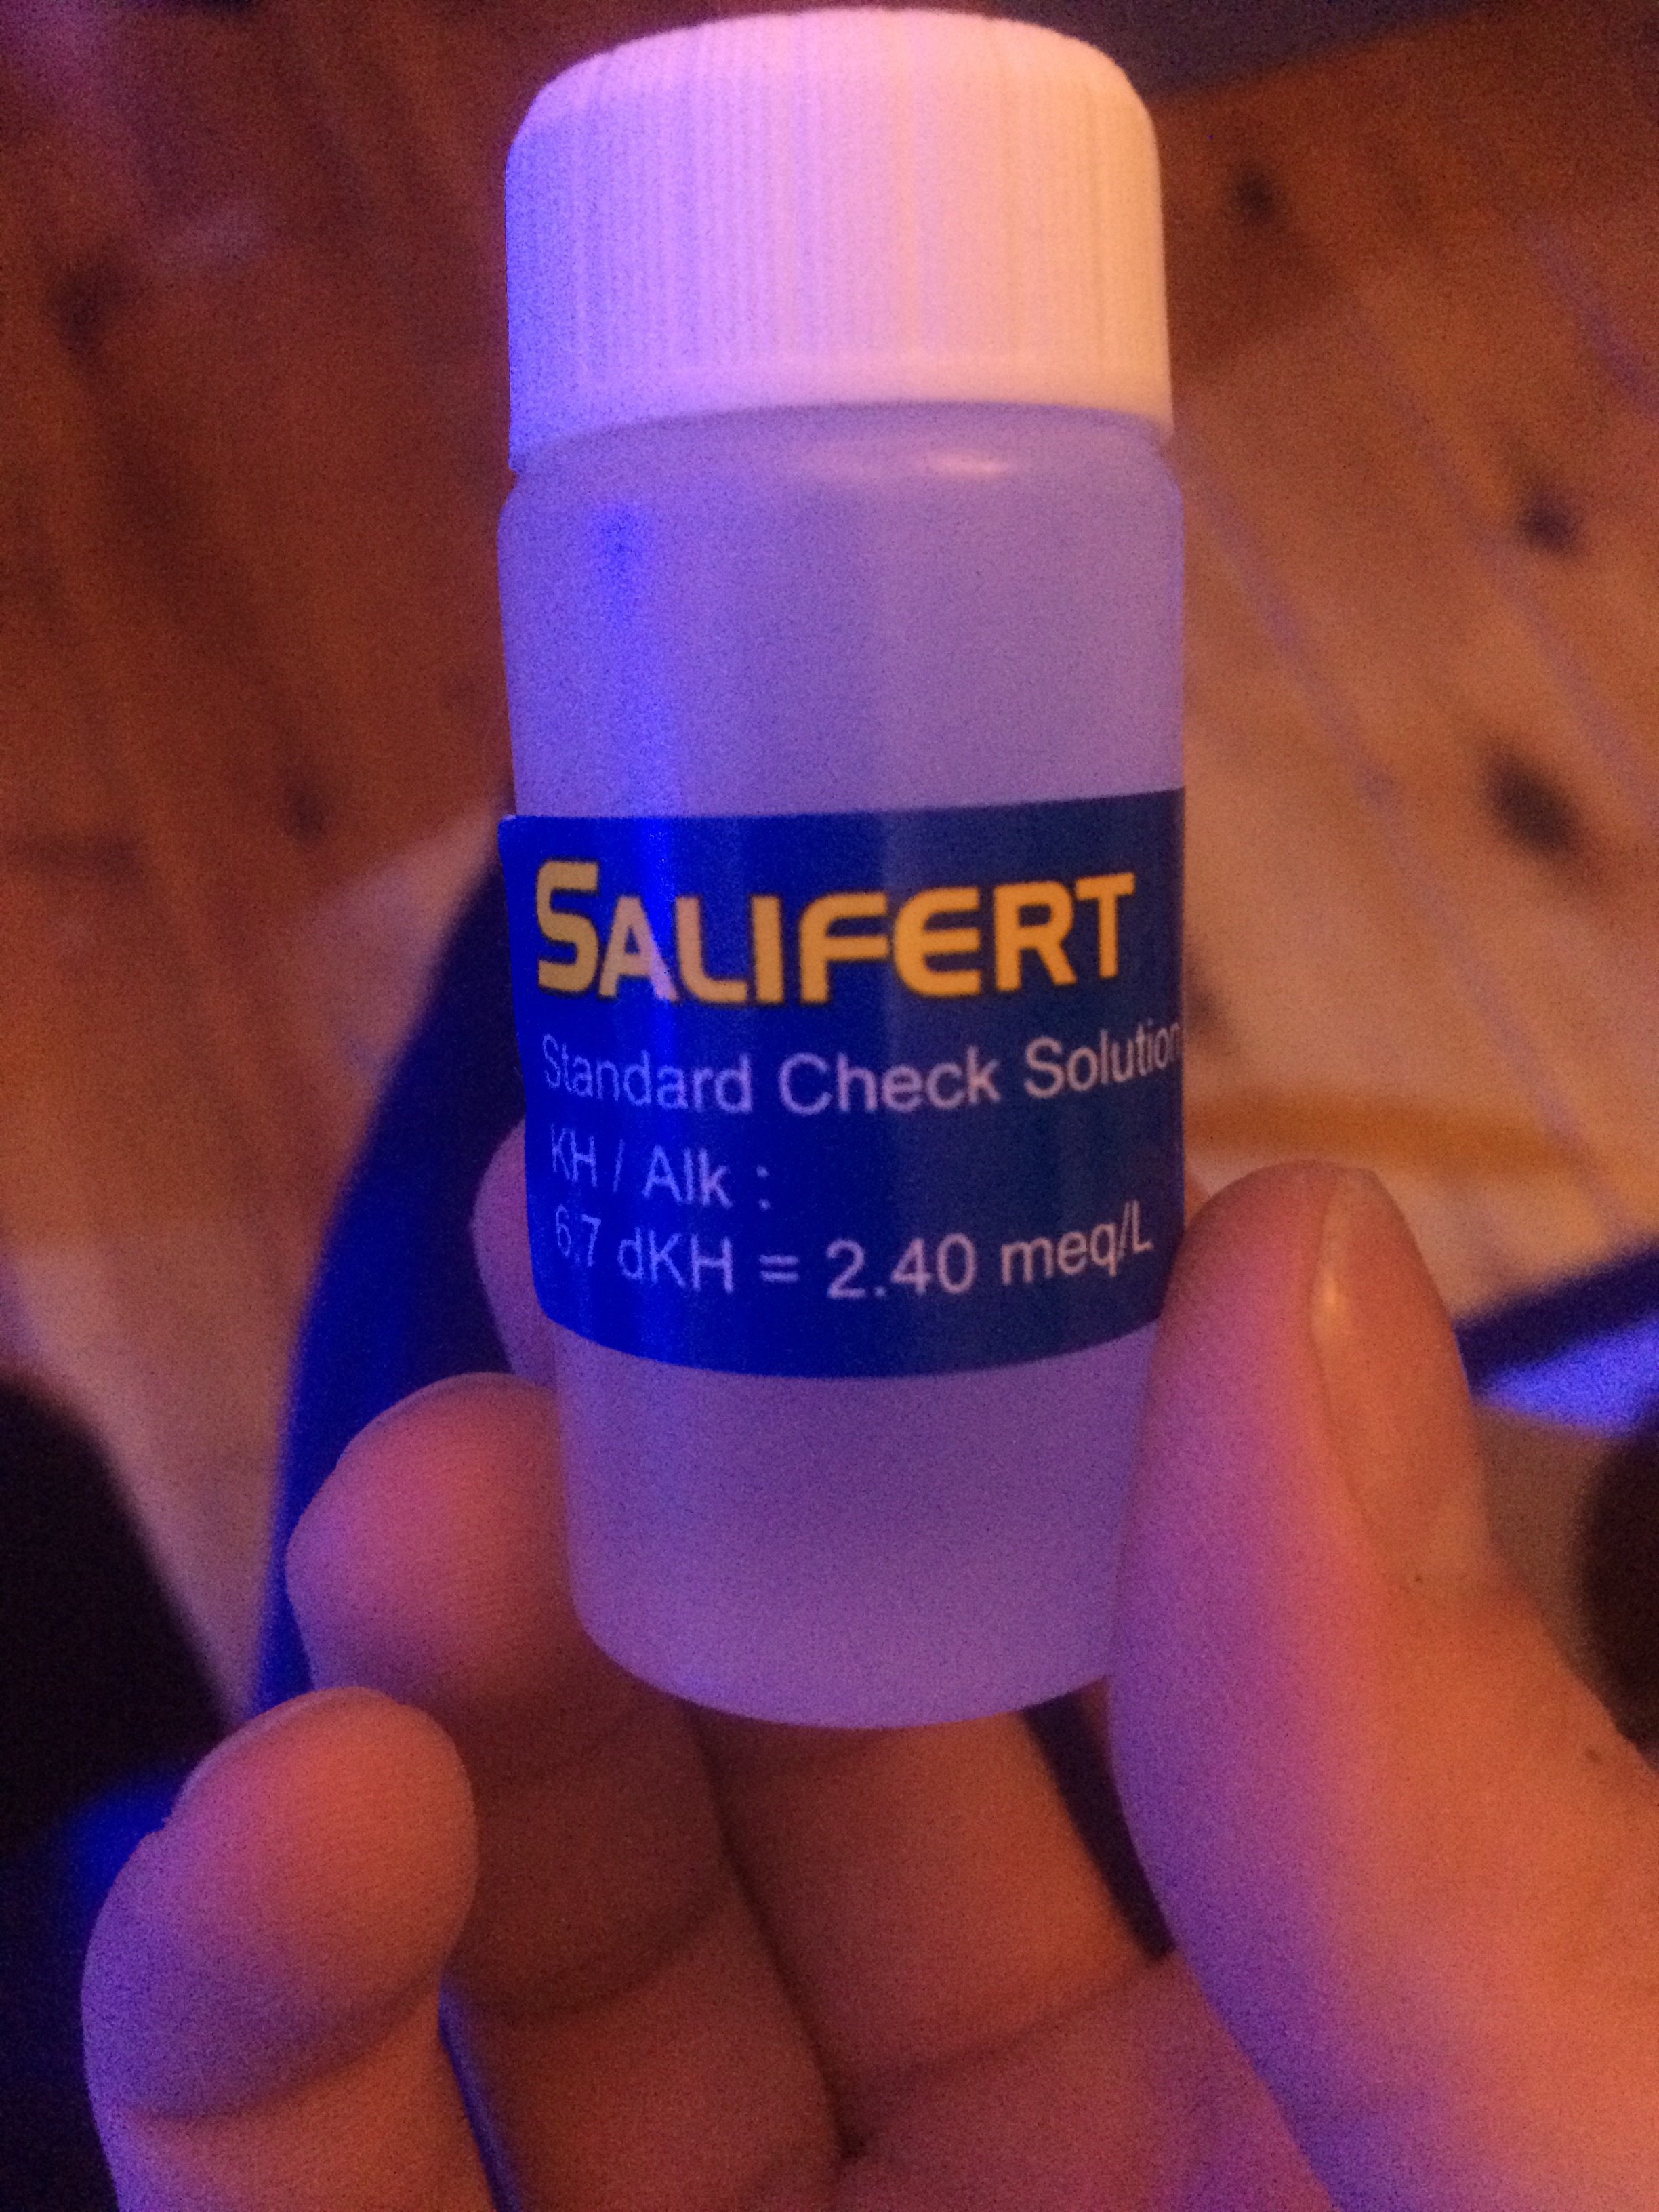 SALIFERT
Standard Check Solution
KH / Alk :
6.7 dKH = 2.40 meq/L